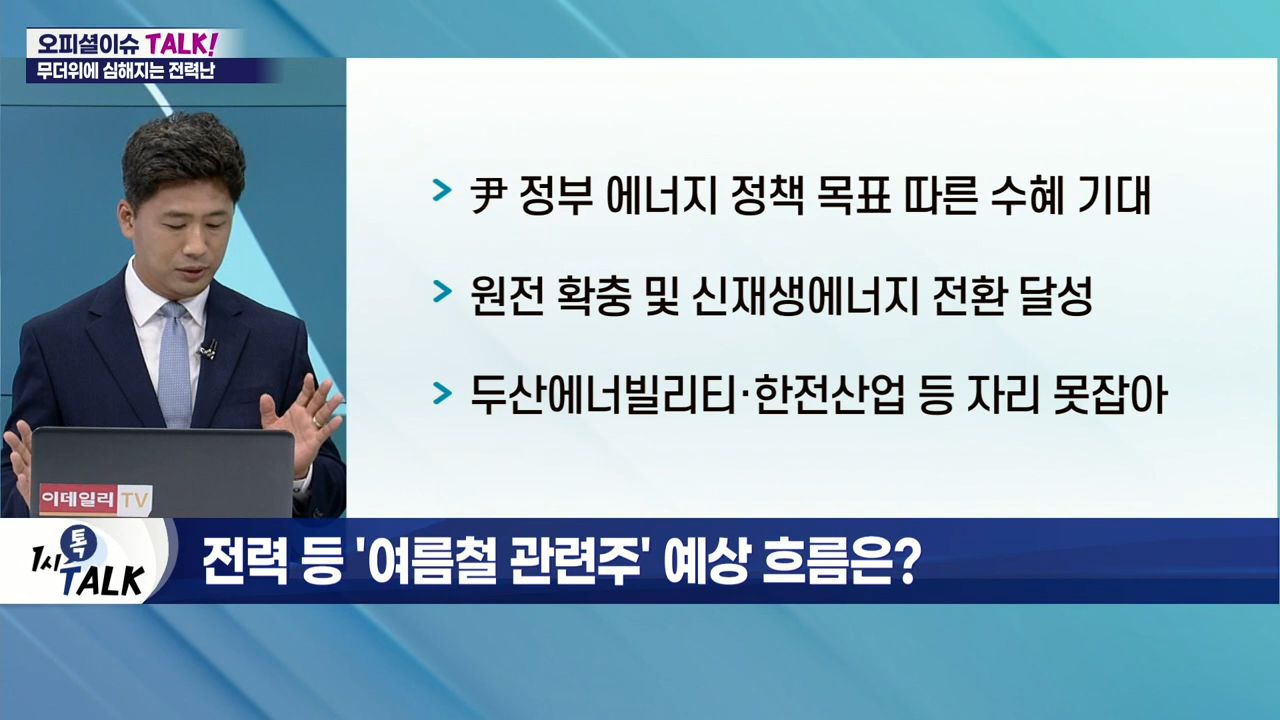 오피셜이슈 TALK!
무더위에 심해지는 전력난
> 尹 정부 에너지 정책 목표 따른 수혜 기대
> 원전 확충 및 신재생에너지 전환 달성
> 두산에너빌리티·한전산업 등 자리 못잡아
이데일리 TV
1시 톡 TALK
전력 등 '여름철 관련주' 예상 흐름은?